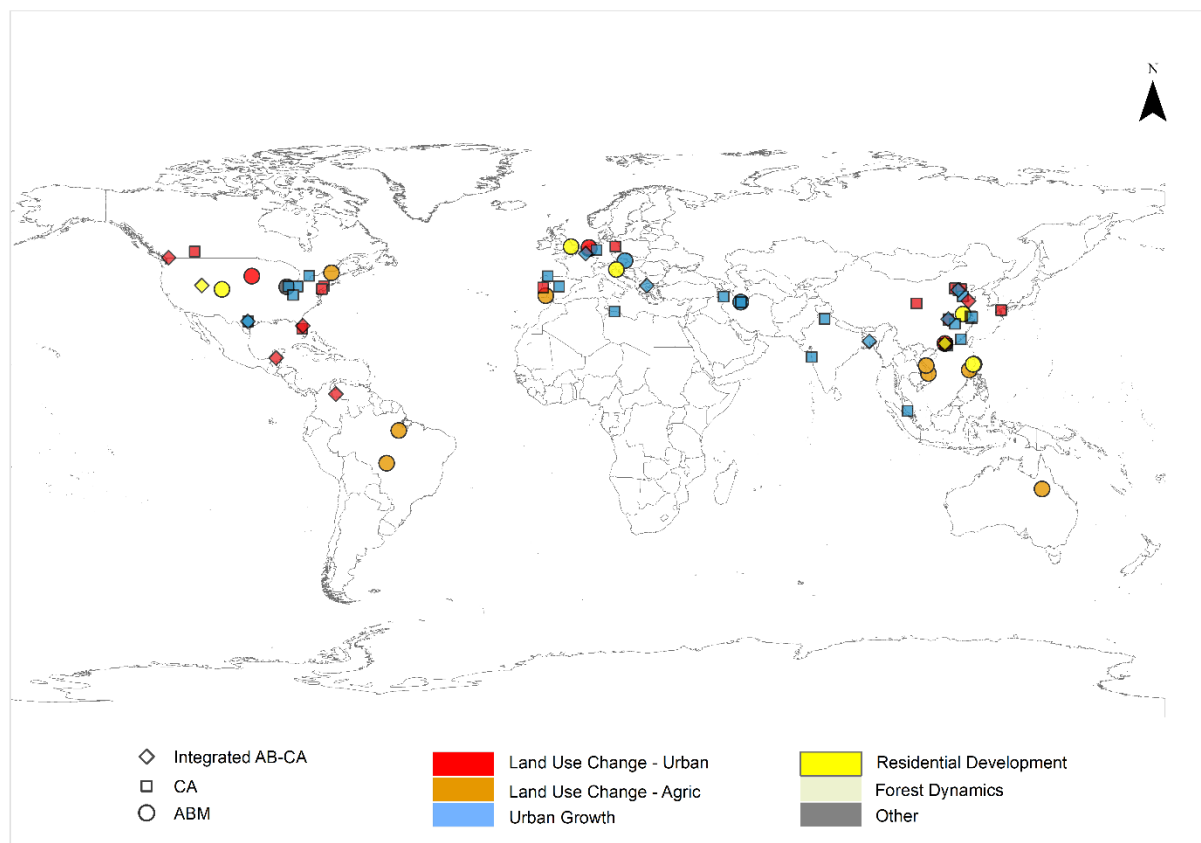 N
Integrated AB-CA
CA
ABM
Land Use Change - Urban
Land Use Change - Agric
Urban Growth
Residential Development
Forest Dynamics
Other